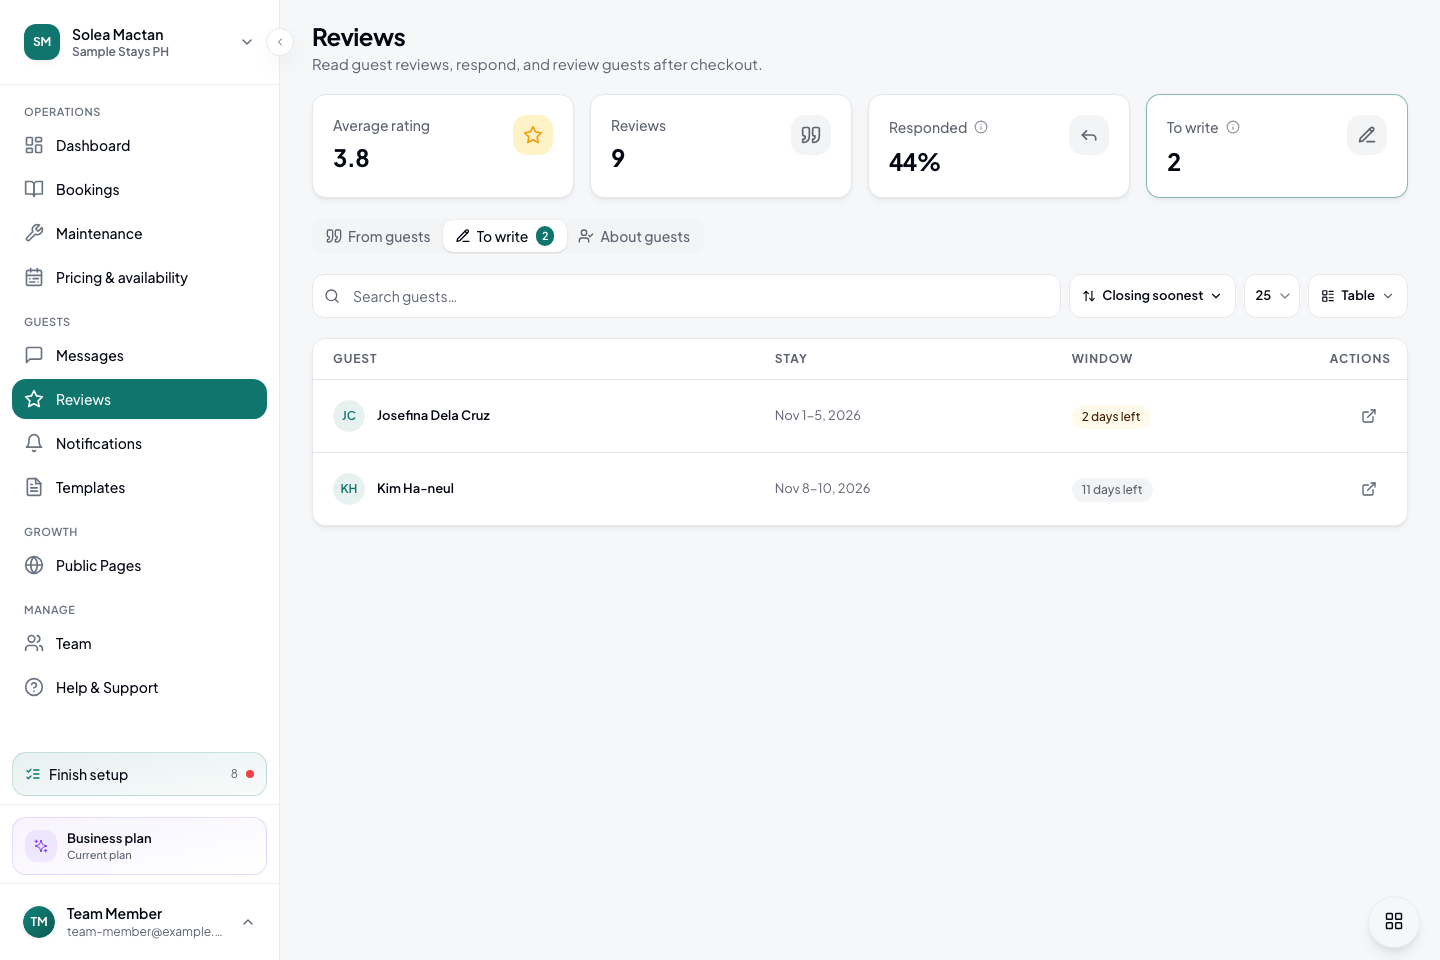 SM
Solea Mactan
Sample Stays PH
OPERATIONS
Dashboard
Bookings
Maintenance
Pricing & availability
GUESTS
Messages
Reviews
Notifications
Templates
GROWTH
Public Pages
MANAGE
Team
Help & Support
Finish setup 8
Business plan
Current plan
TM
Team Member
team-member@example....
Reviews
Read guest reviews, respond, and review guests after checkout.
Average rating
3.8
Reviews
9
Responded
44%
To write
2
From guests To write 2 About guests
Search guests... Closing soonest 25 Table
GUEST STAY WINDOW ACTIONS
JC Josefina Dela Cruz Nov 1–5, 2026 2 days left
KH Kim Ha-neul Nov 8–10, 2026 11 days left